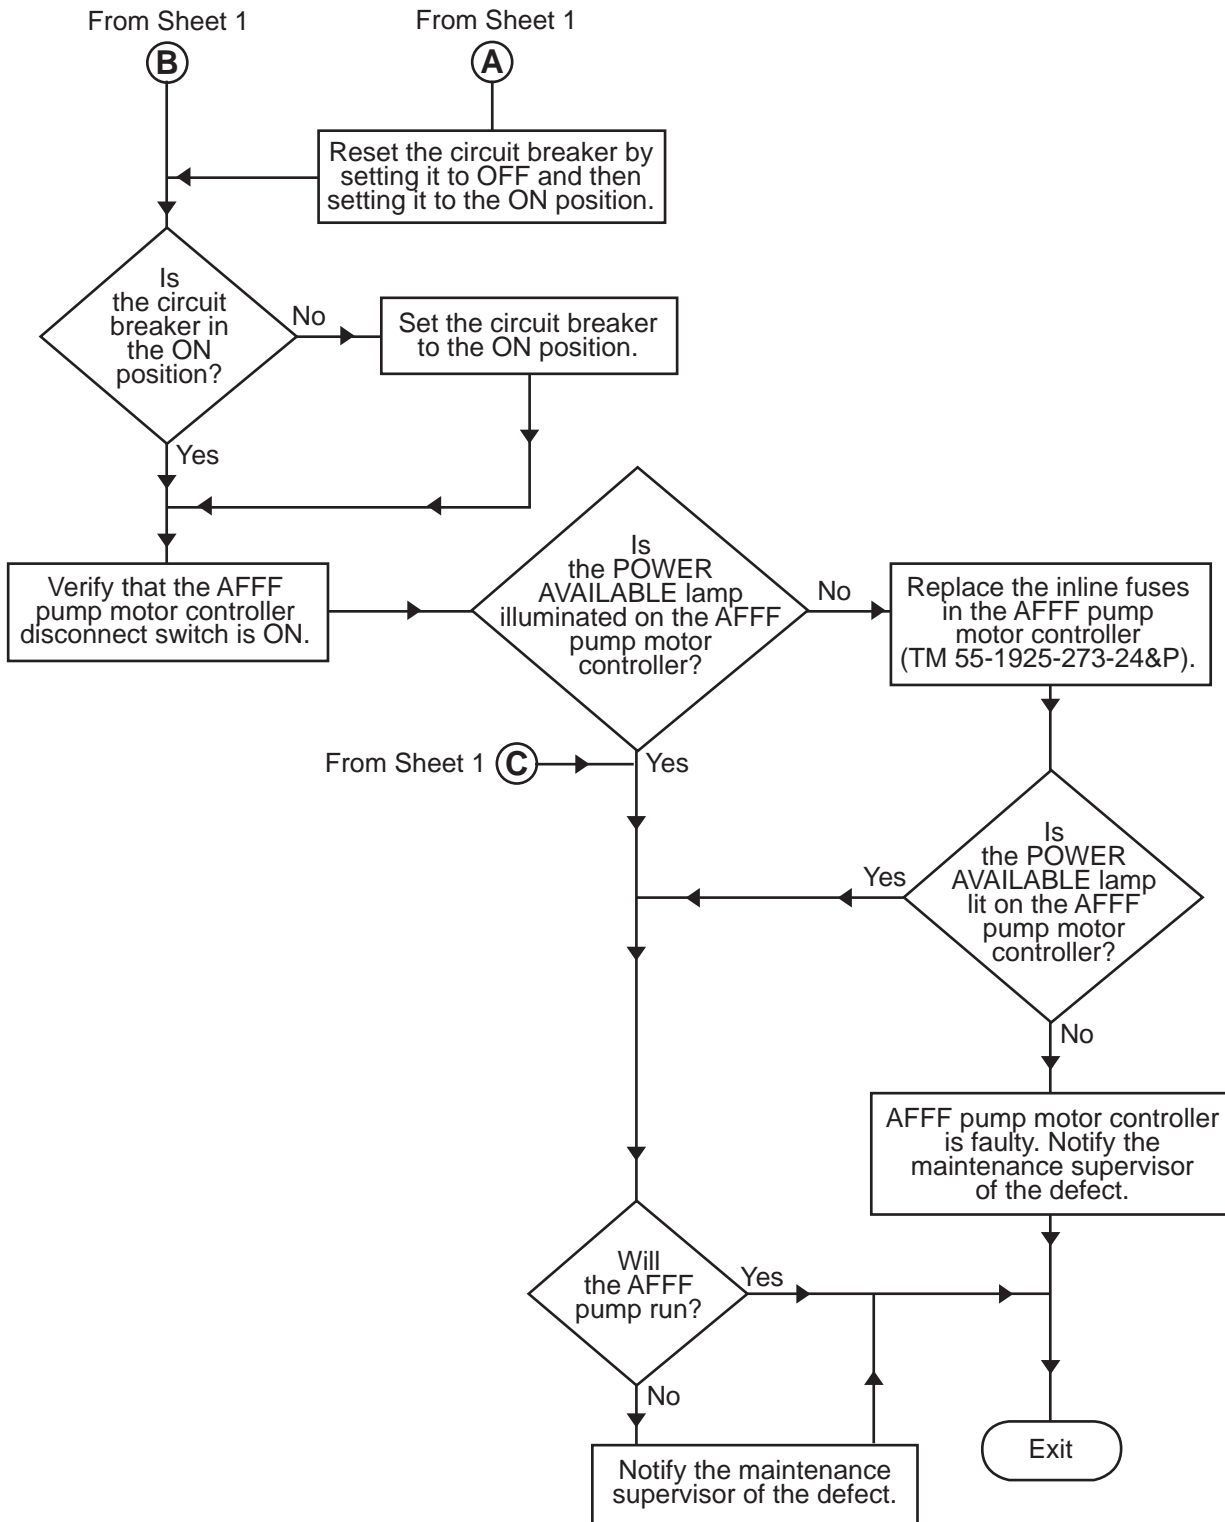 From Sheet 1
B
From Sheet 1
A
Reset the circuit breaker by
setting it to OFF and then
setting it to the ON position.
Is
the circuit
breaker in
the ON
position?
No
Set the circuit breaker
to the ON position.
Yes
Verify that the AFFF
pump motor controller
disconnect switch is ON.
Is
the POWER
AVAILABLE lamp
illuminated on the AFFF
pump motor
controller?
No
Replace the inline fuses
in the AFFF pump
motor controller
(TM 55-1925-273-24&P).
From Sheet 1
C
Yes
Is
the POWER
AVAILABLE lamp
lit on the AFFF
pump motor
controller?
Yes
No
AFFF pump motor controller
is faulty. Notify the
maintenance supervisor
of the defect.
Will
the AFFF
pump run?
Yes
No
Notify the maintenance
supervisor of the defect.
Exit